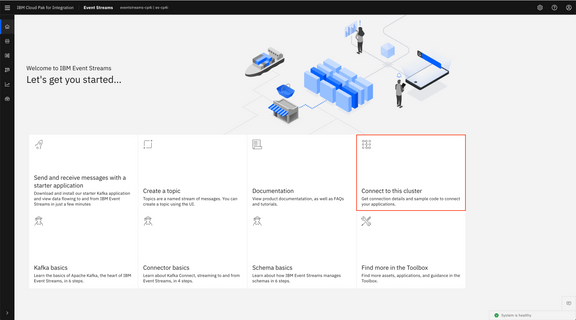 IBM Cloud Pak for Integration Event Streams eventstreams-cp4i | es-cp4i
Welcome to IBM Event Streams
Let's get you started...
Send and receive messages with a
starter application
Download and install our starter Kafka application
and view data flowing to and from IBM Event
Streams in just a few minutes
Create a topic
Topics are a named stream of messages. You can
create a topic using the UI.
Documentation
View product documentation, as well as FAQs
and tutorials.
Connect to this cluster
Get connection details and sample code to connect
your applications.
Kafka basics
Learn the basics of Apache Kafka, the heart of IBM
Event Streams, in 6 steps.
Connector basics
Learn about Kafka Connect, streaming to and from
Event Streams, in 4 steps.
Schema basics
Learn about how IBM Event Streams manages
schemas in 6 steps.
Find more in the Toolbox
Find more assets, applications, and guidance in the
Toolbox.
System is healthy